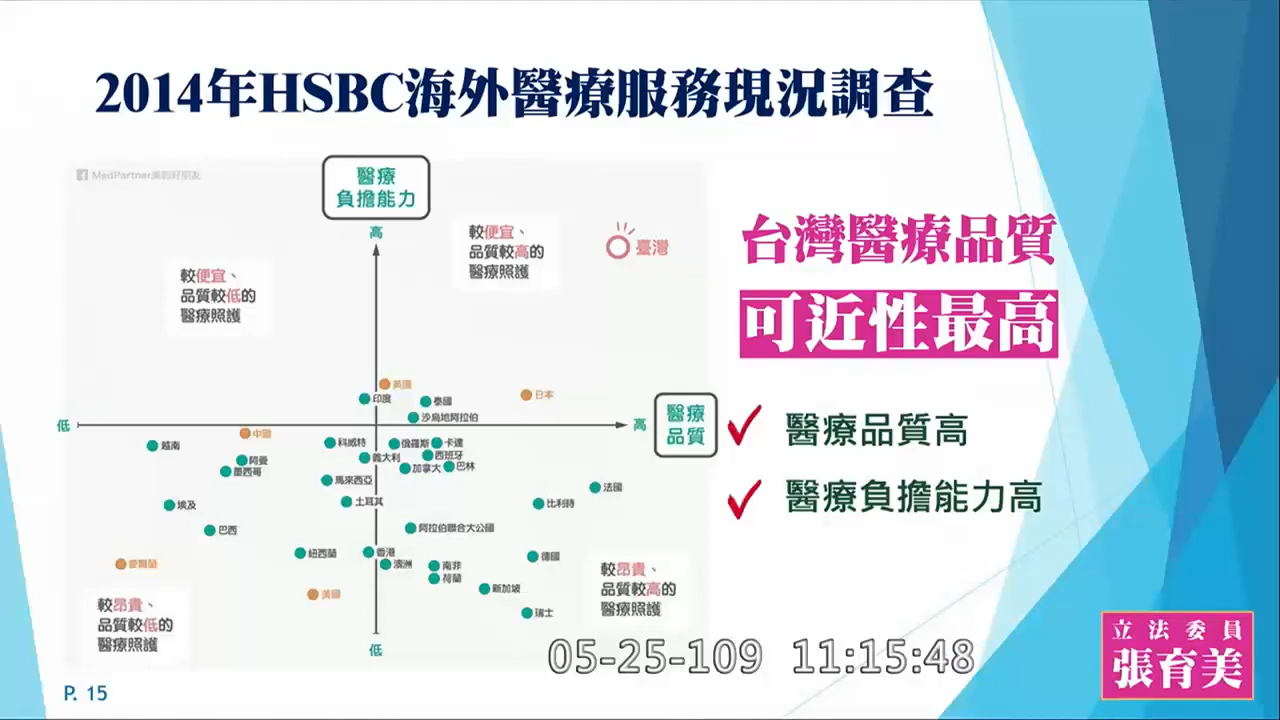 2014年HSBC海外醫療服務現況調查
MedPartner美的好朋友
醫療
負擔能力
高
較便宜、
品質較高的
醫療照護
臺灣
較便宜、
品質較低的
醫療照護
台灣醫療品質
可近性最高
英國
印度
泰國
日本
沙烏地阿拉伯
低
高
醫療
品質
醫療品質高
中國
越南
科威特
俄羅斯
卡達
阿曼
義大利
西班牙
墨西哥
加拿大
巴林
馬來西亞
法國
醫療負擔能力高
埃及
土耳其
比利時
巴西
阿拉伯聯合大公國
紐西蘭
香港
德國
愛爾蘭
澳洲
南非
荷蘭
美國
新加坡
瑞士
較昂貴、
品質較高的
醫療照護
較昂貴、
品質較低的
醫療照護
低
05-25-109 11:15:48
立法委員
張育美
P. 15